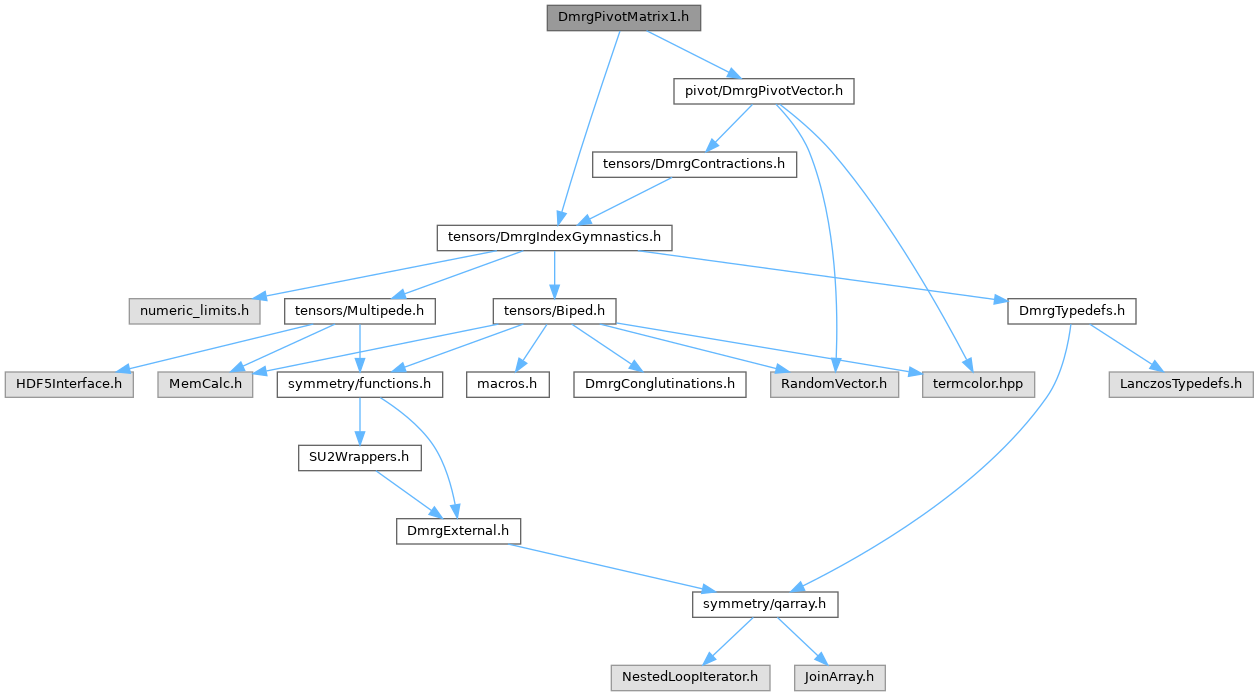 DmrgPivotMatrix1.h
pivot/DmrgPivotVector.h
tensors/DmrgContractions.h
tensors/DmrgIndexGymnastics.h
numeric_limits.h
tensors/Multipede.h
tensors/Biped.h
DmrgTypedefs.h
HDF5Interface.h
MemCalc.h
symmetry/functions.h
macros.h
DmrgConglutinations.h
RandomVector.h
termcolor.hpp
LanczosTypedefs.h
SU2Wrappers.h
DmrgExternal.h
symmetry/qarray.h
NestedLoopIterator.h
JoinArray.h